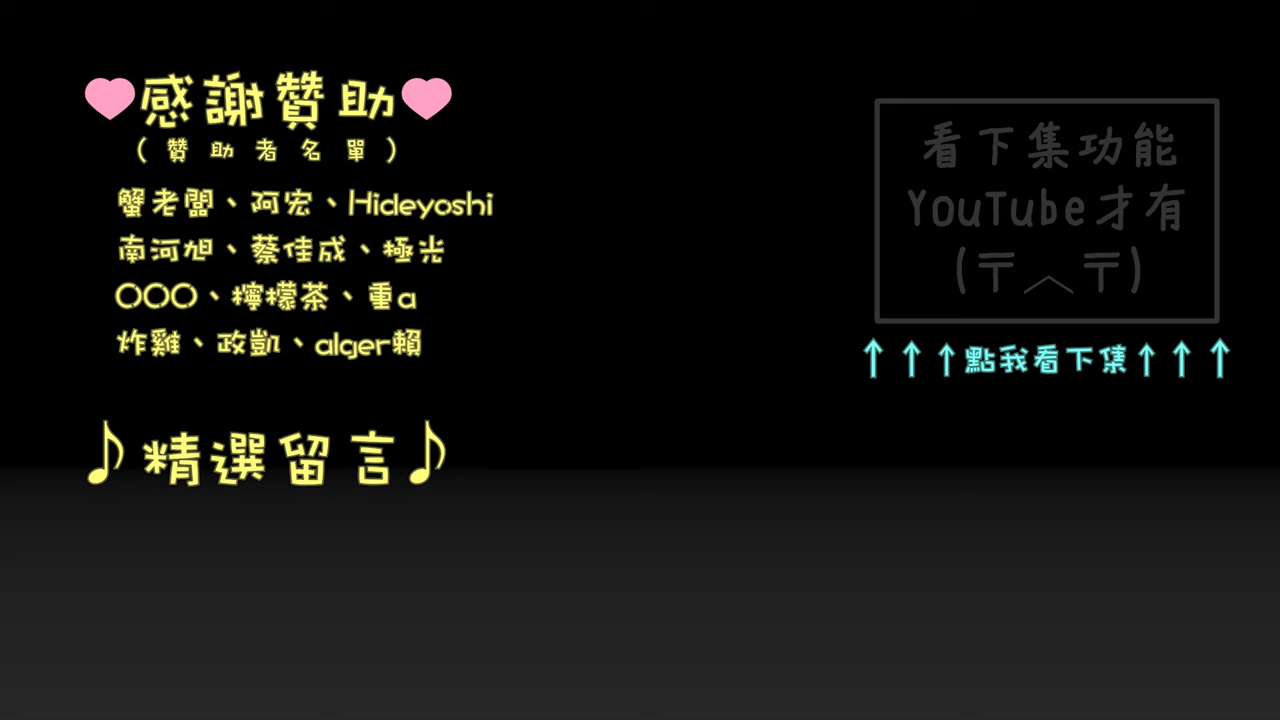 感謝贊助
(贊助者名單)
蟹老闆、阿宏、Hideyoshi
南河旭、蔡佳成、極光
OOO、檸檬茶、重a
炸雞、政凱、alger賴
♪精選留言♪
看下集功能
YouTube才有
(〒︿〒)
↑↑↑點我看下集↑↑↑